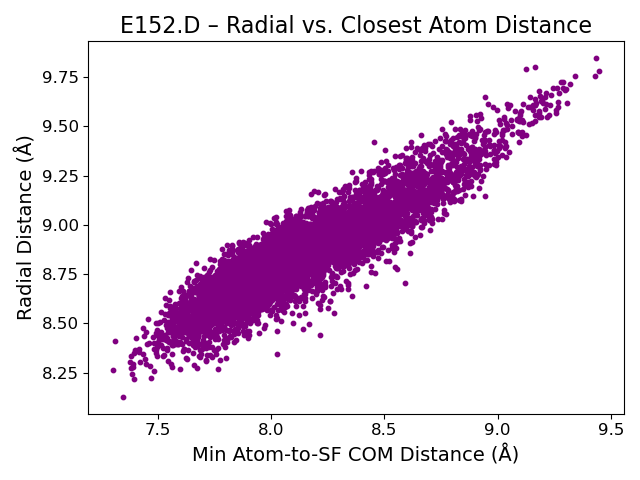 E152.D – Radial vs. Closest Atom Distance
Radial Distance (Å)
9.75
9.50
9.25
9.00
8.75
8.50
8.25
7.5 8.0 8.5 9.0 9.5
Min Atom-to-SF COM Distance (Å)